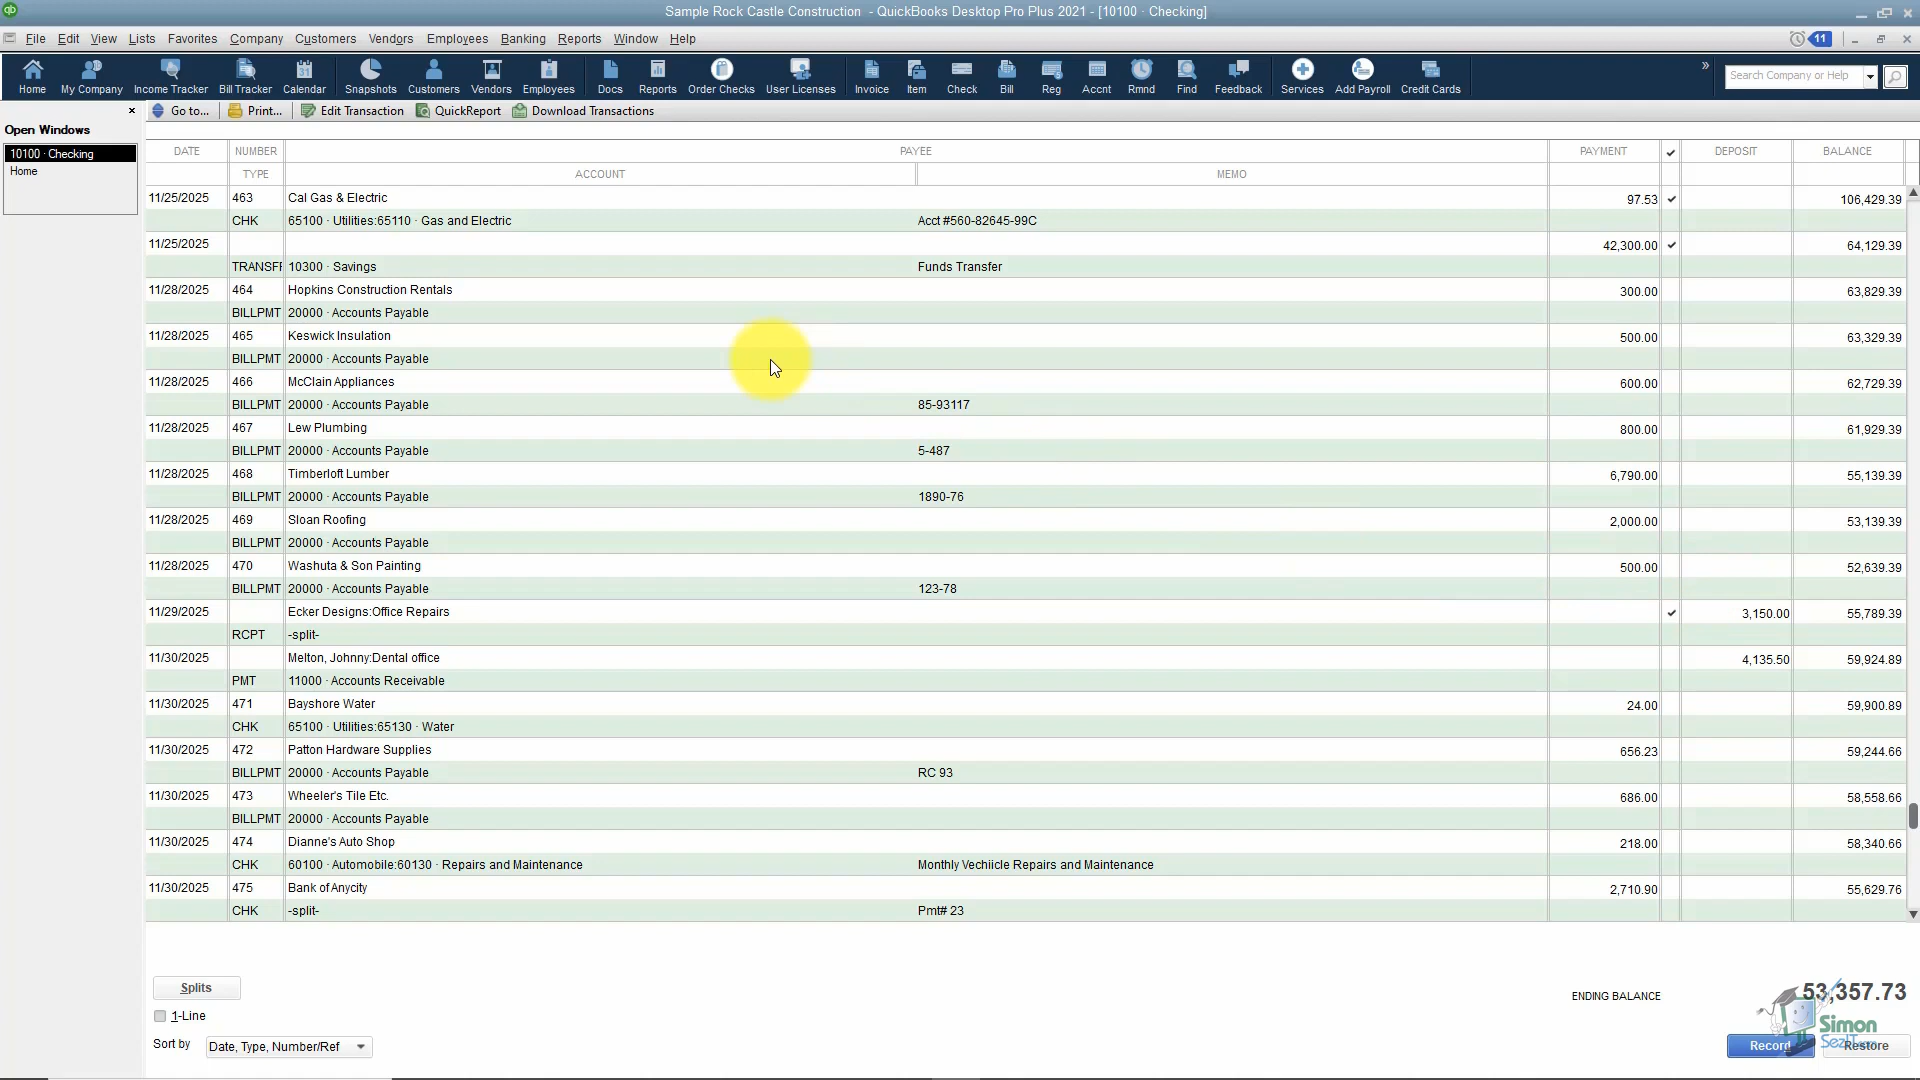 Sample Rock Castle Construction - QuickBooks Desktop Pro Plus 2021 - [10100 · Checking]
File Edit View Lists Favorites Company Customers Vendors Employees Banking Reports Window Help 11
Home My Company Income Tracker Bill Tracker Calendar Snapshots Customers Vendors Employees Docs Reports Order Checks User Licenses Invoice Item Check Bill Reg Accnt Rmnd Find Feedback Services Add Payroll Credit Cards Search Company or Help
Go to... Print... Edit Transaction QuickReport Download Transactions
Open Windows
10100 · Checking
Home
DATE NUMBER PAYEE PAYMENT ✓ DEPOSIT BALANCE
TYPE ACCOUNT MEMO
11/25/2025 463 Cal Gas & Electric 97.53 ✓ 106,429.39
CHK 65100 · Utilities:65110 · Gas and Electric Acct #560-82645-99C
11/25/2025 42,300.00 ✓ 64,129.39
TRANSFF 10300 · Savings Funds Transfer
11/28/2025 464 Hopkins Construction Rentals 300.00 63,829.39
BILLPMT 20000 · Accounts Payable
11/28/2025 465 Keswick Insulation 500.00 63,329.39
BILLPMT 20000 · Accounts Payable
11/28/2025 466 McClain Appliances 600.00 62,729.39
BILLPMT 20000 · Accounts Payable 85-93117
11/28/2025 467 Lew Plumbing 800.00 61,929.39
BILLPMT 20000 · Accounts Payable 5-487
11/28/2025 468 Timberloft Lumber 6,790.00 55,139.39
BILLPMT 20000 · Accounts Payable 1890-76
11/28/2025 469 Sloan Roofing 2,000.00 53,139.39
BILLPMT 20000 · Accounts Payable
11/28/2025 470 Washuta & Son Painting 500.00 52,639.39
BILLPMT 20000 · Accounts Payable 123-78
11/29/2025 Ecker Designs:Office Repairs ✓ 3,150.00 55,789.39
RCPT -split-
11/30/2025 Melton, Johnny:Dental office 4,135.50 59,924.89
PMT 11000 · Accounts Receivable
11/30/2025 471 Bayshore Water 24.00 59,900.89
CHK 65100 · Utilities:65130 · Water
11/30/2025 472 Patton Hardware Supplies 656.23 59,244.66
BILLPMT 20000 · Accounts Payable RC 93
11/30/2025 473 Wheeler's Tile Etc. 686.00 58,558.66
BILLPMT 20000 · Accounts Payable
11/30/2025 474 Dianne's Auto Shop 218.00 58,340.66
CHK 60100 · Automobile:60130 · Repairs and Maintenance Monthly Vechiicle Repairs and Maintenance
11/30/2025 475 Bank of Anycity 2,710.90 55,629.76
CHK -split- Pmt# 23
Splits
ENDING BALANCE 53,357.73
1-Line
Simon
Sort by Date, Type, Number/Ref Record Restore